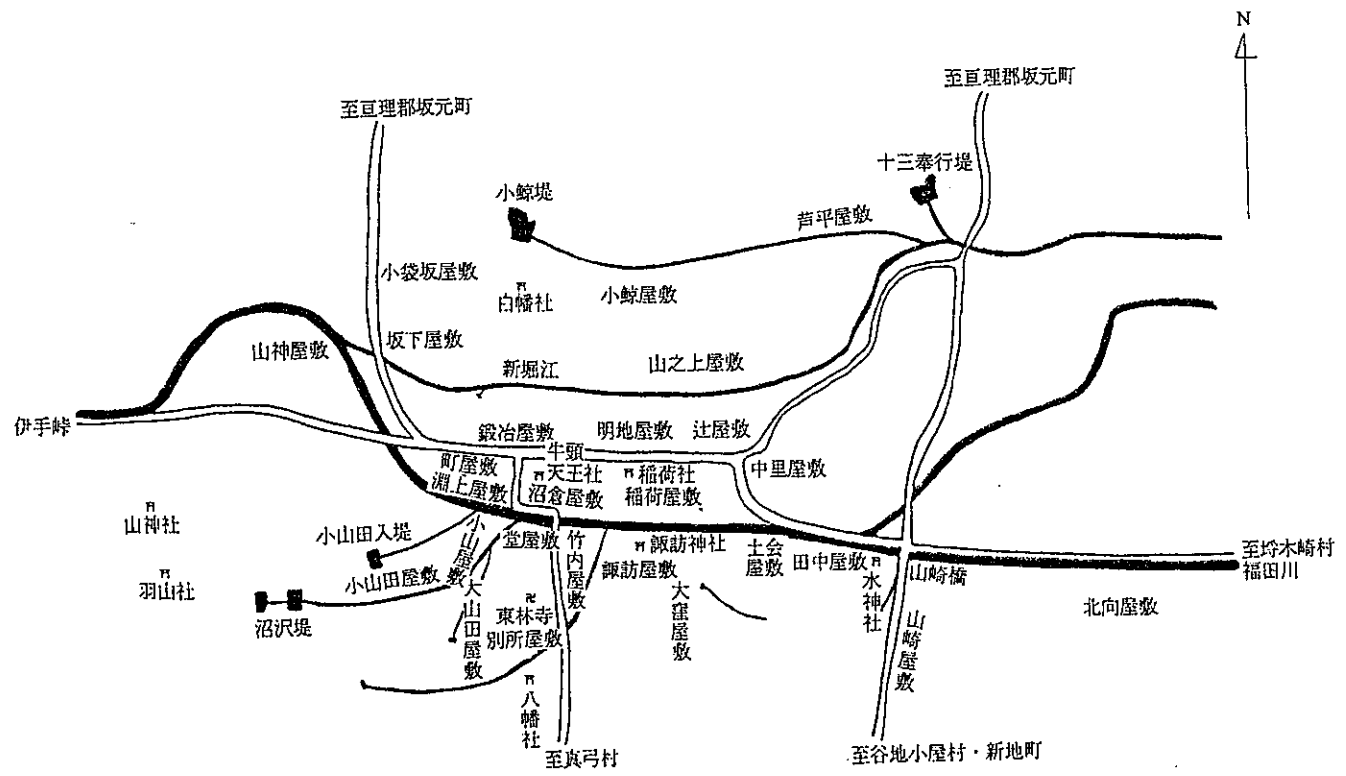 N
至亘理郡坂元町
至亘理郡坂元町
十三奉行堤
小鯨堤
芦平屋敷
小袋坂屋敷
白幡社
小鯨屋敷
坂下屋敷
山神屋敷
新堀江
山之上屋敷
伊手峠
鍛冶屋敷
明地屋敷
辻屋敷
牛頭
天王社
町屋敷
淵上屋敷
沼倉屋敷
稲荷社
稲荷屋敷
中里屋敷
山神社
小山田入堤
小山屋敷
堂屋敷
竹内屋敷
諏訪神社
諏訪屋敷
士会
屋敷
田中屋敷
水神社
山崎橋
至埓木崎村
福田川
羽山社
小山田屋敷
沼沢堤
大山田屋敷
東林寺
別所屋敷
大窪屋敷
山崎屋敷
北向屋敷
八幡社
至真弓村
至谷地小屋村・新地町